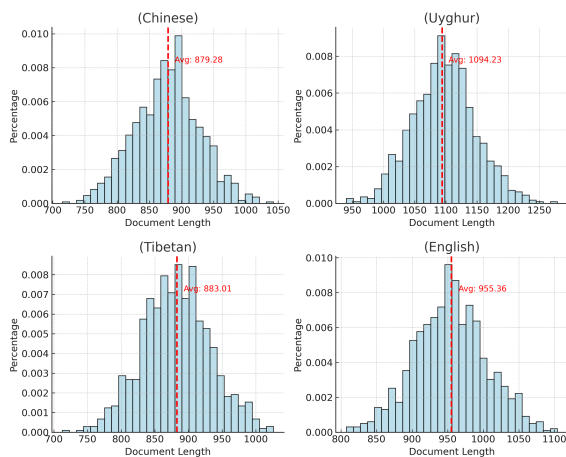 (Chinese)
0.010
0.008
0.006
0.004
0.002
0.000
Percentage
Avg: 879.28
700 750 800 850 900 950 1000 1050
Document Length
(Uyghur)
0.008
0.006
0.004
0.002
0.000
Percentage
Avg: 1094.23
950 1000 1050 1100 1150 1200 1250
Document Length
(Tibetan)
0.008
0.007
0.006
0.005
0.004
0.003
0.002
0.001
0.000
Percentage
Avg: 883.01
700 750 800 850 900 950 1000
Document Length
(English)
0.010
0.008
0.006
0.004
0.002
0.000
Percentage
Avg: 955.36
800 850 900 950 1000 1050 1100
Document Length